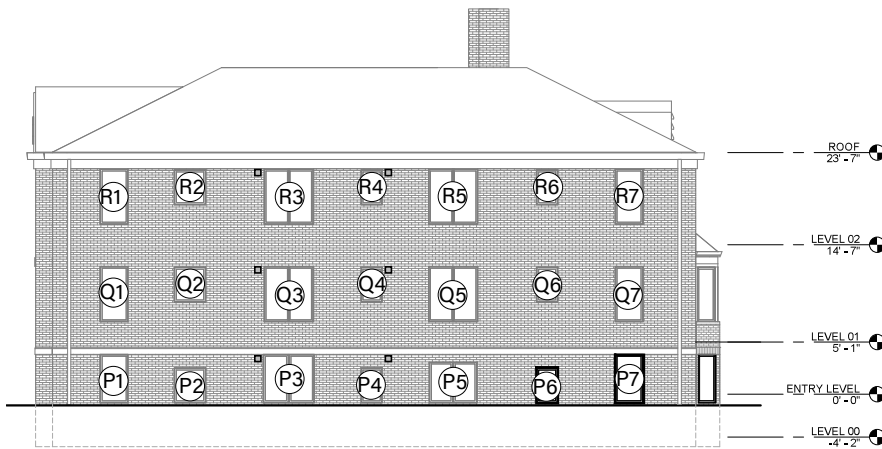 ROOF
23' - 7"
R1 R2 R3 R4 R5 R6 R7
LEVEL 02
14' - 7"
Q1 Q2 Q3 Q4 Q5 Q6 Q7
LEVEL 01
5' - 1"
P1 P2 P3 P4 P5 P6 P7
ENTRY LEVEL
0' - 0"
LEVEL 00
-4' - 2"